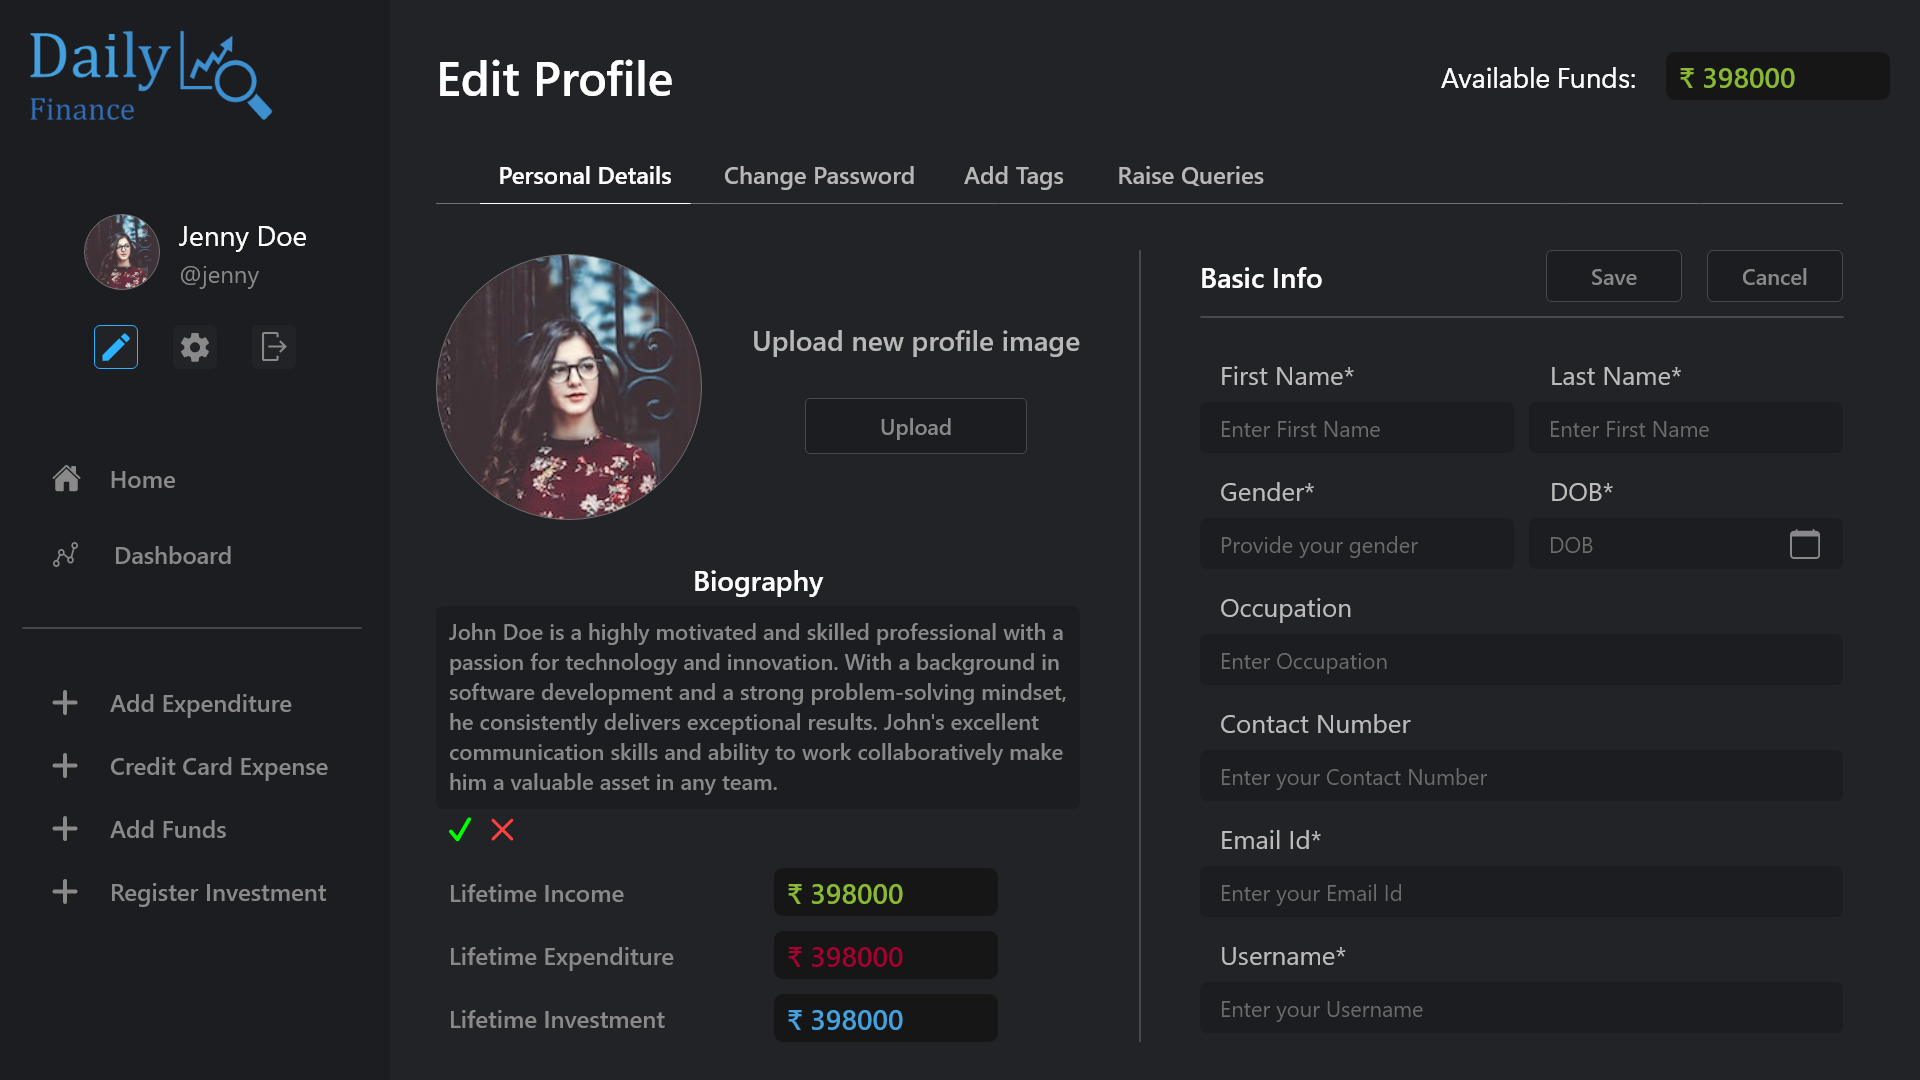 Daily
Finance
Jenny Doe
@jenny
Home
Dashboard
Add Expenditure
Credit Card Expense
Add Funds
Register Investment
Edit Profile
Available Funds:
₹ 398000
Personal Details
Change Password
Add Tags
Raise Queries
Upload new profile image
Upload
Biography
John Doe is a highly motivated and skilled professional with a
passion for technology and innovation. With a background in
software development and a strong problem-solving mindset,
he consistently delivers exceptional results. John's excellent
communication skills and ability to work collaboratively make
him a valuable asset in any team.
Lifetime Income
₹ 398000
Lifetime Expenditure
₹ 398000
Lifetime Investment
₹ 398000
Basic Info
Save
Cancel
First Name*
Last Name*
Enter First Name
Enter First Name
Gender*
DOB*
Provide your gender
DOB
Occupation
Enter Occupation
Contact Number
Enter your Contact Number
Email Id*
Enter your Email Id
Username*
Enter your Username